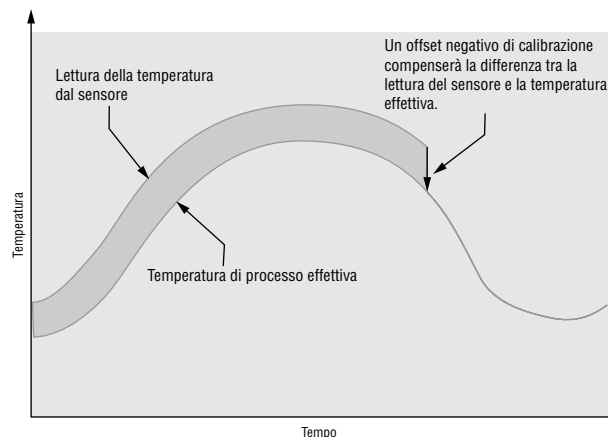 Un offset negativo di calibrazione
compenserà la differenza tra la
lettura del sensore e la temperatura
effettiva.
Lettura della temperatura
dal sensore
Temperatura
Temperatura di processo effettiva
Tempo